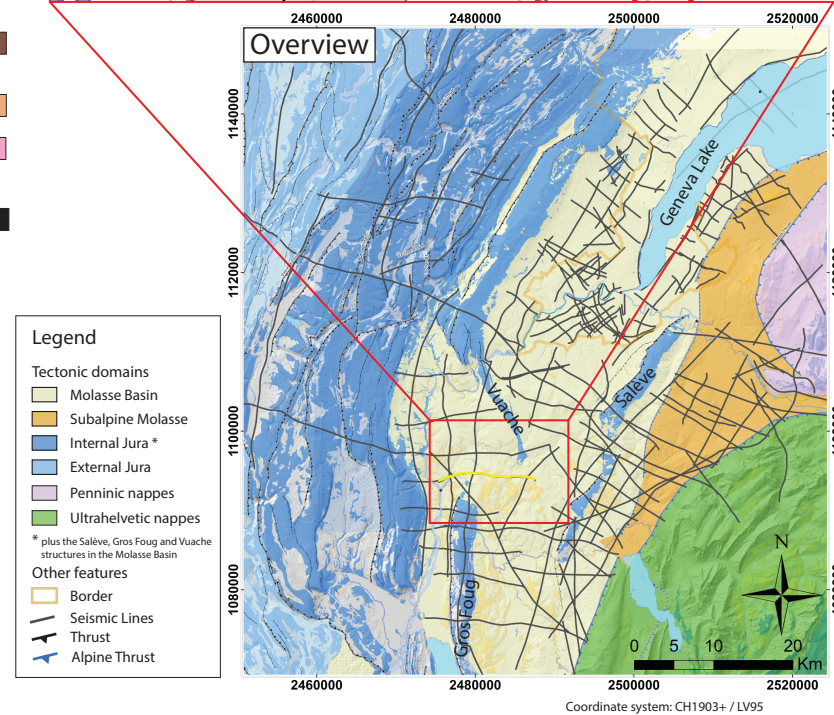 2460000 2480000 2500000 2520000
Overview
1140000
1120000
1100000
1080000
Geneva Lake
Salève
Vuache
Gros Foug
Legend
Tectonic domains
Molasse Basin
Subalpine Molasse
Internal Jura *
External Jura
Penninic nappes
Ultrahelvetic nappes
* plus the Salève, Gros Foug and Vuache
structures in the Molasse Basin
Other features
Border
Seismic Lines
Thrust
Alpine Thrust
N
0 5 10 20
Km
2460000 2480000 2500000 2520000
Coordinate system: CH1903+ / LV95